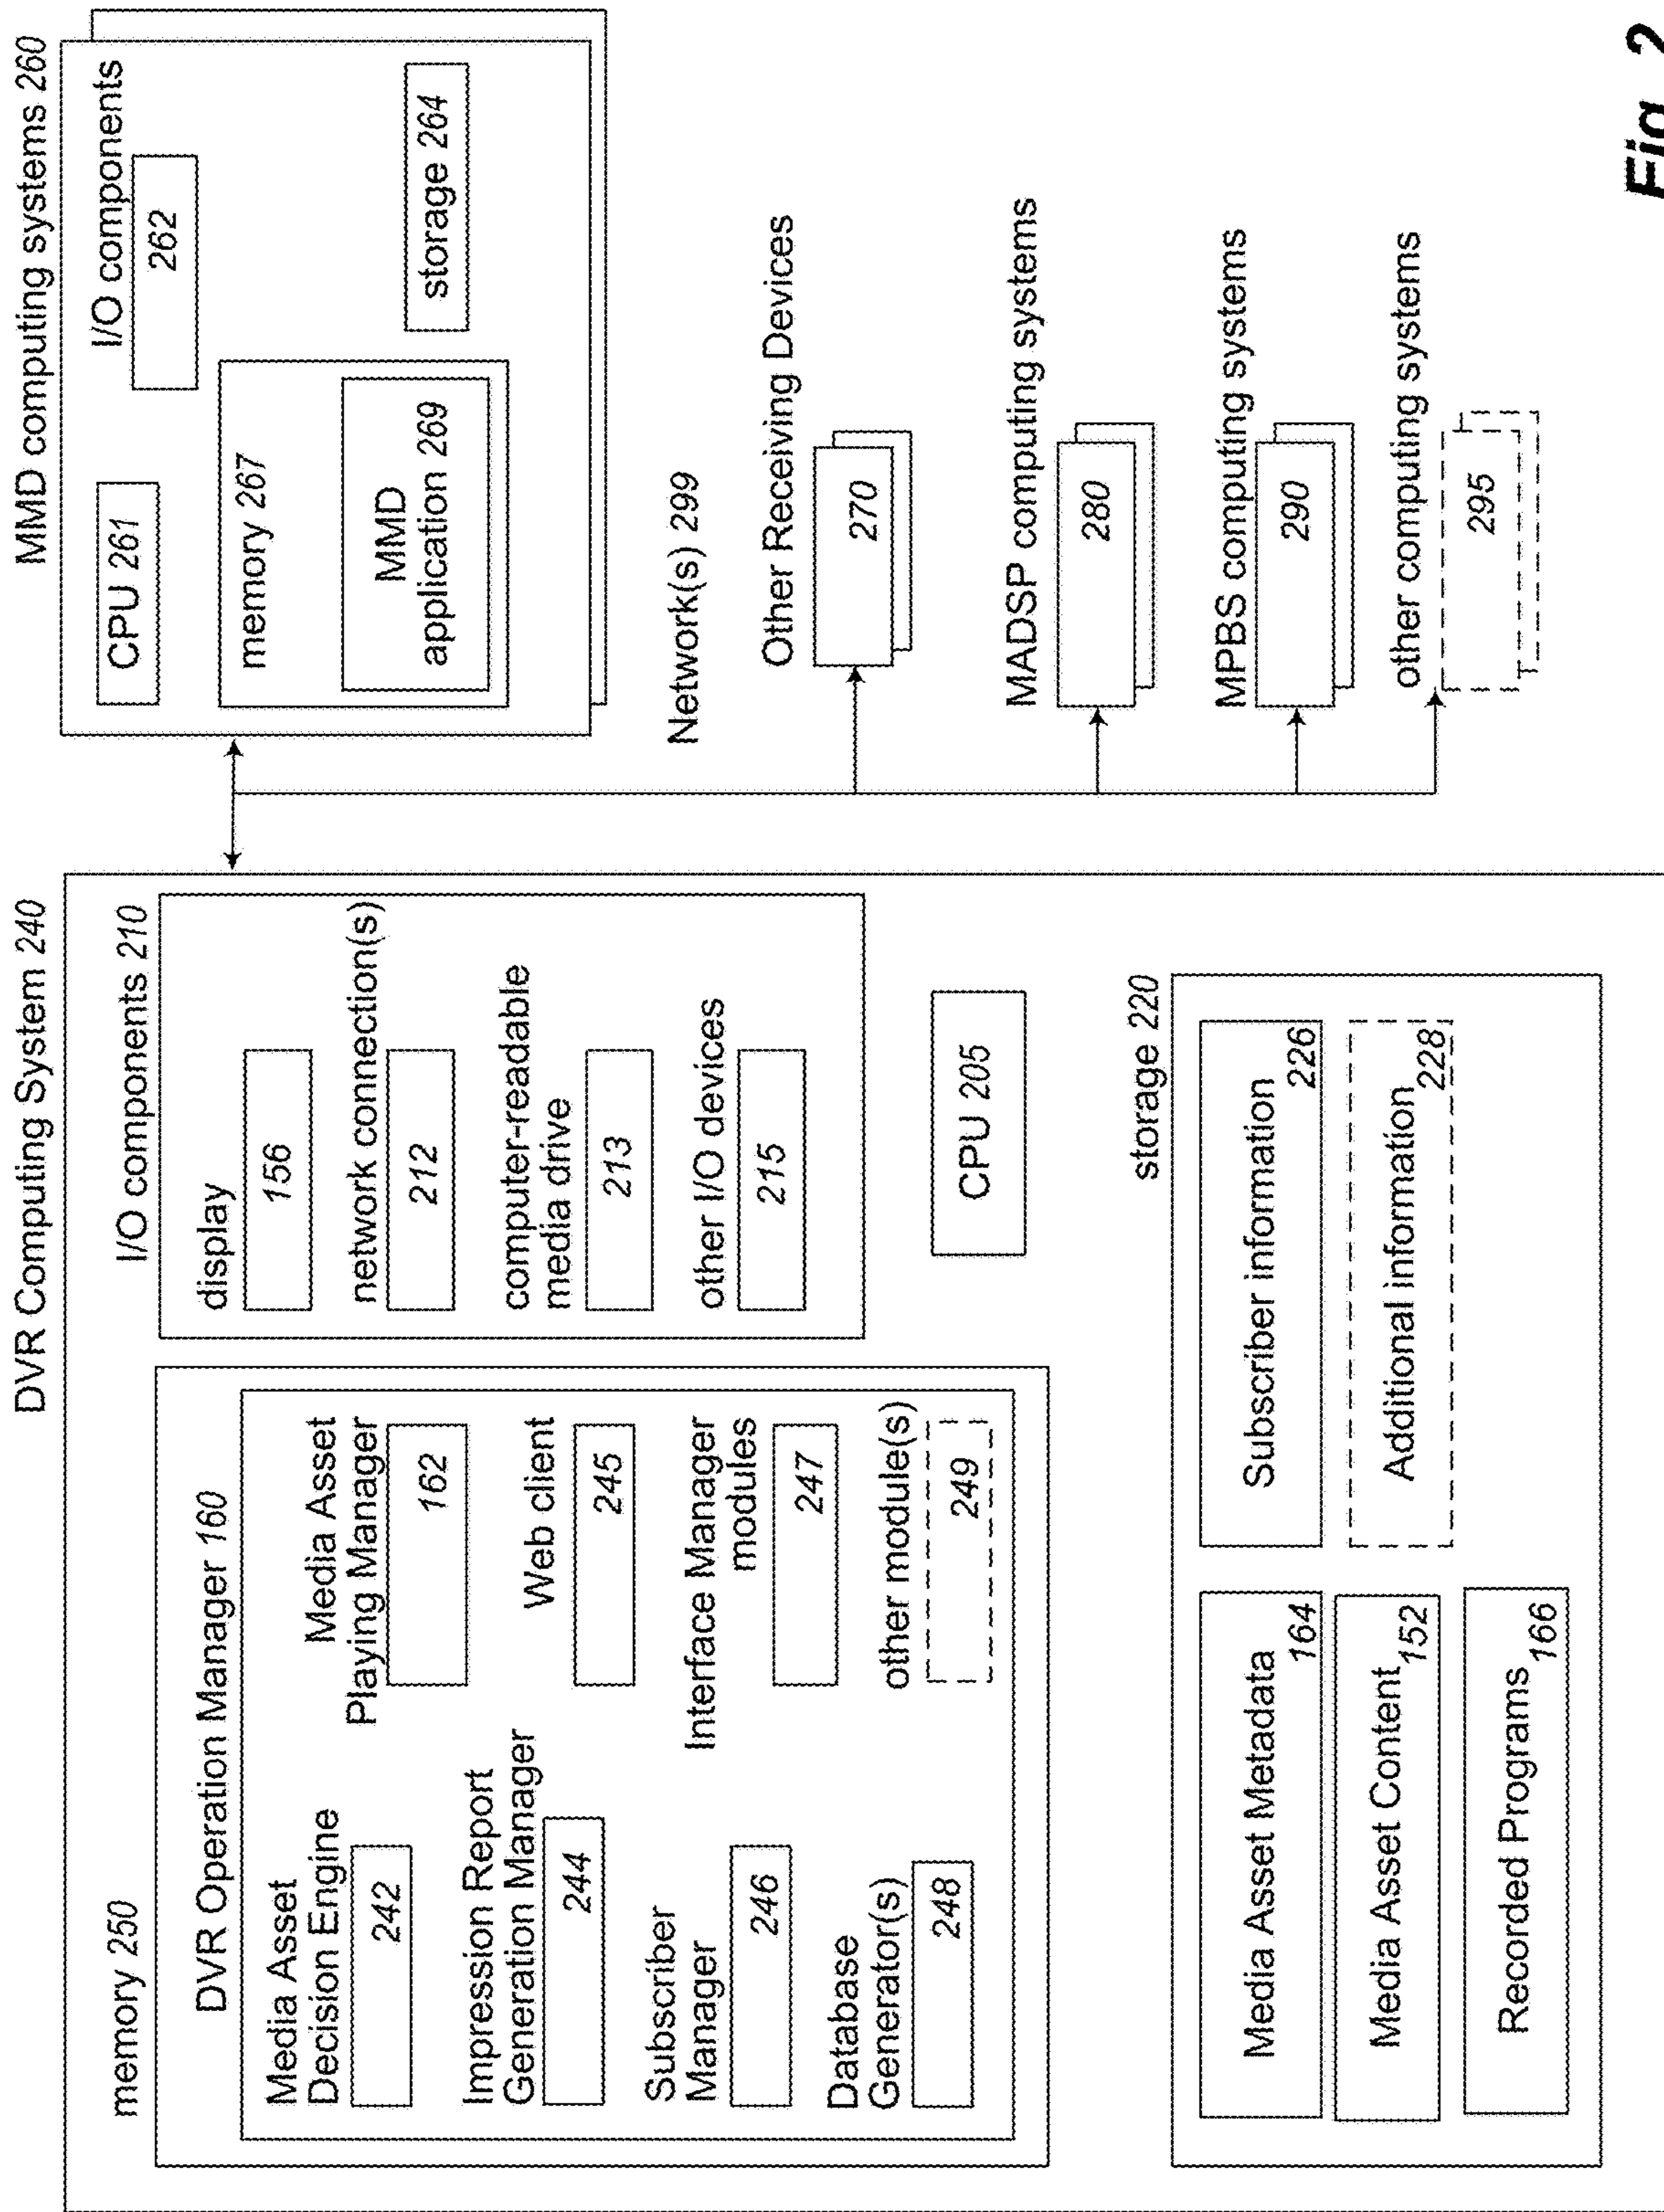 DVR Computing System 240
memory 250
DVR Operation Manager 160
Media Asset
Decision Engine
242
Impression Report
Generation Manager
244
Subscriber
Manager
246
Database
Generator(s)
248
Media Asset
Playing Manager
162
Web client
245
Interface Manager
modules
247
other module(s)
249
I/O components 210
display
156
network connection(s)
212
computer-readable
media drive
213
other I/O devices
215
CPU 205
storage 220
Media Asset Metadata
164
Media Asset Content
152
Recorded Programs
166
Subscriber information
226
Additional information
228
MMD computing systems 260
CPU 261
I/O components
262
memory 267
MMD
application 269
storage 264
Network(s) 299
Other Receiving Devices
270
MADSP computing systems
280
MPBS computing systems
290
other computing systems
295
Fig. 2